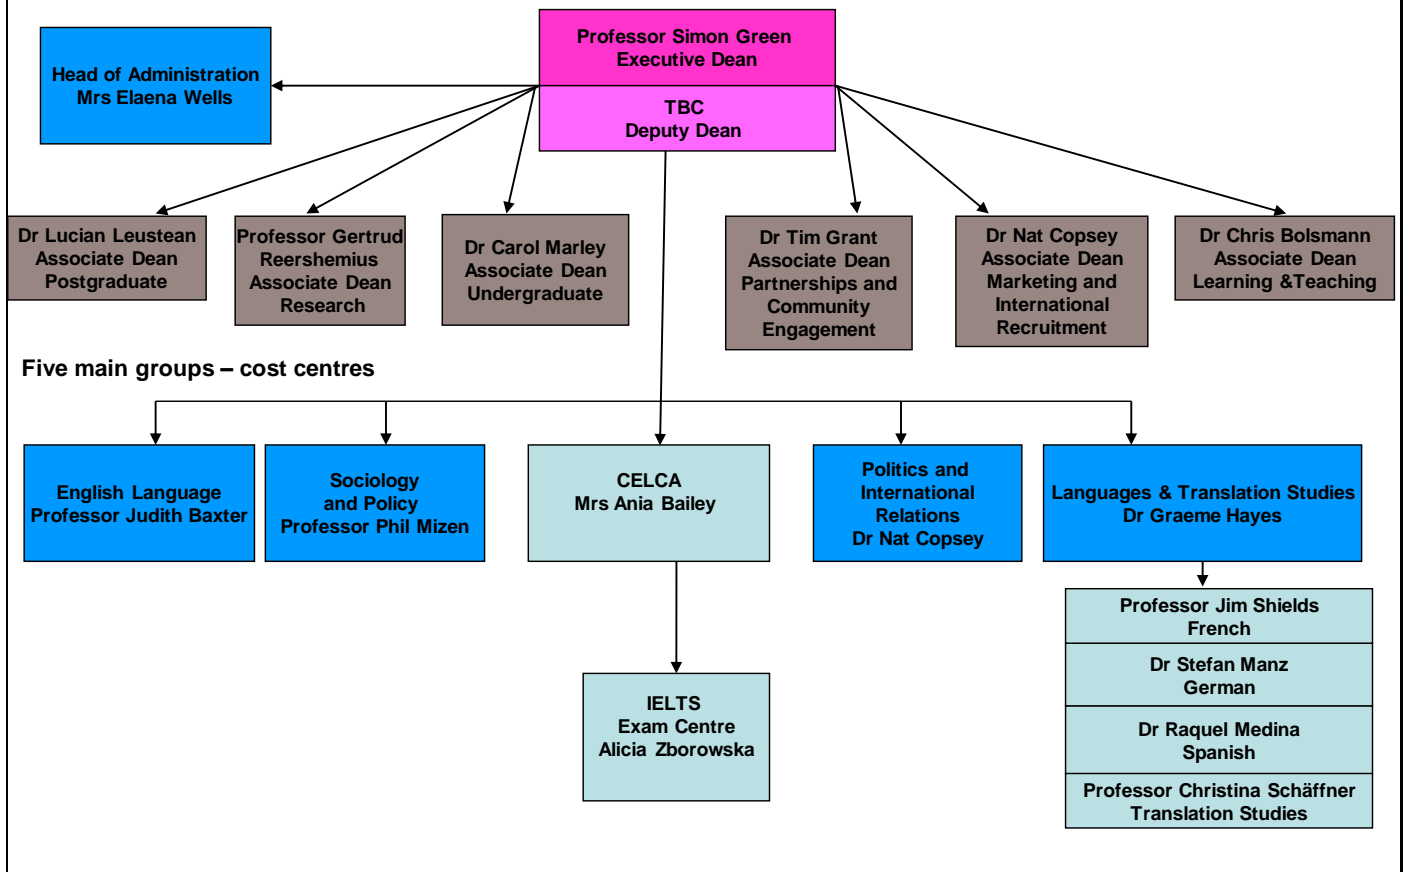 Professor Simon Green
Executive Dean
Head of Administration
Mrs Elaena Wells
TBC
Deputy Dean
Dr Lucian Leustean
Associate Dean
Postgraduate
Professor Gertrud
Reershemius
Associate Dean
Research
Dr Carol Marley
Associate Dean
Undergraduate
Dr Tim Grant
Associate Dean
Partnerships and
Community
Engagement
Dr Nat Copsey
Associate Dean
Marketing and
International
Recruitment
Dr Chris Bolsmann
Associate Dean
Learning &Teaching
Five main groups – cost centres
English Language
Professor Judith Baxter
Sociology
and Policy
Professor Phil Mizen
CELCA
Mrs Ania Bailey
Politics and
International
Relations
Dr Nat Copsey
Languages & Translation Studies
Dr Graeme Hayes
IELTS
Exam Centre
Alicia Zborowska
Professor Jim Shields
French
Dr Stefan Manz
German
Dr Raquel Medina
Spanish
Professor Christina Schäffner
Translation Studies